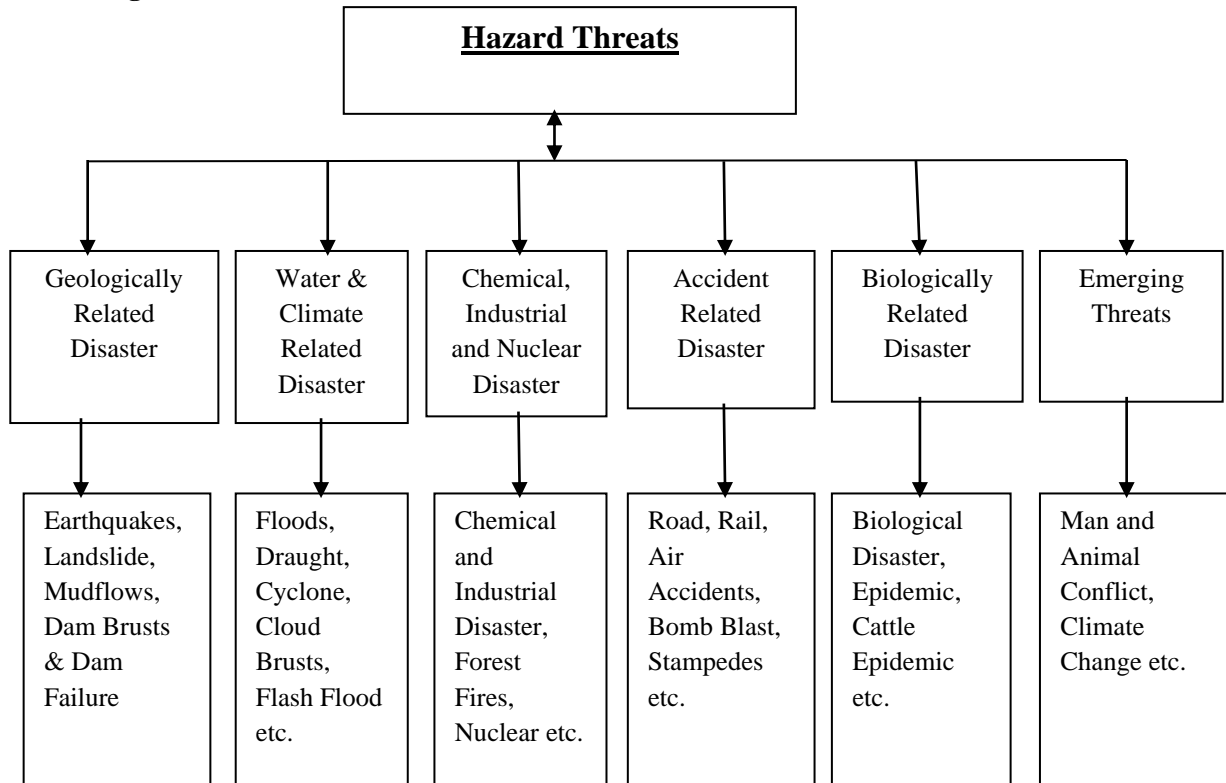 Hazard Threats
Geologically
Related
Disaster
Water &
Climate
Related
Disaster
Chemical,
Industrial
and Nuclear
Disaster
Accident
Related
Disaster
Biologically
Related
Disaster
Emerging
Threats
Earthquakes,
Landslide,
Mudflows,
Dam Brusts
& Dam
Failure
Floods,
Draught,
Cyclone,
Cloud
Brusts,
Flash Flood
etc.
Chemical
and
Industrial
Disaster,
Forest
Fires,
Nuclear etc.
Road, Rail,
Air
Accidents,
Bomb Blast,
Stampedes
etc.
Biological
Disaster,
Epidemic,
Cattle
Epidemic
etc.
Man and
Animal
Conflict,
Climate
Change etc.